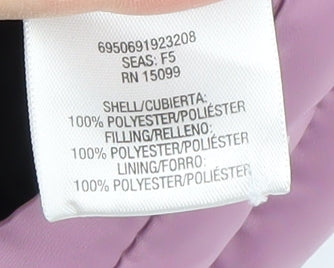 6950691923208
SEAS: F5
RN 15099
SHELL/CUBIERTA:
100% POLYESTER/POLIÉSTER
FILLING/RELLENO:
100% POLYESTER/POLIÉSTER
LINING/FORRO:
100% POLYESTER/POLIÉSTER